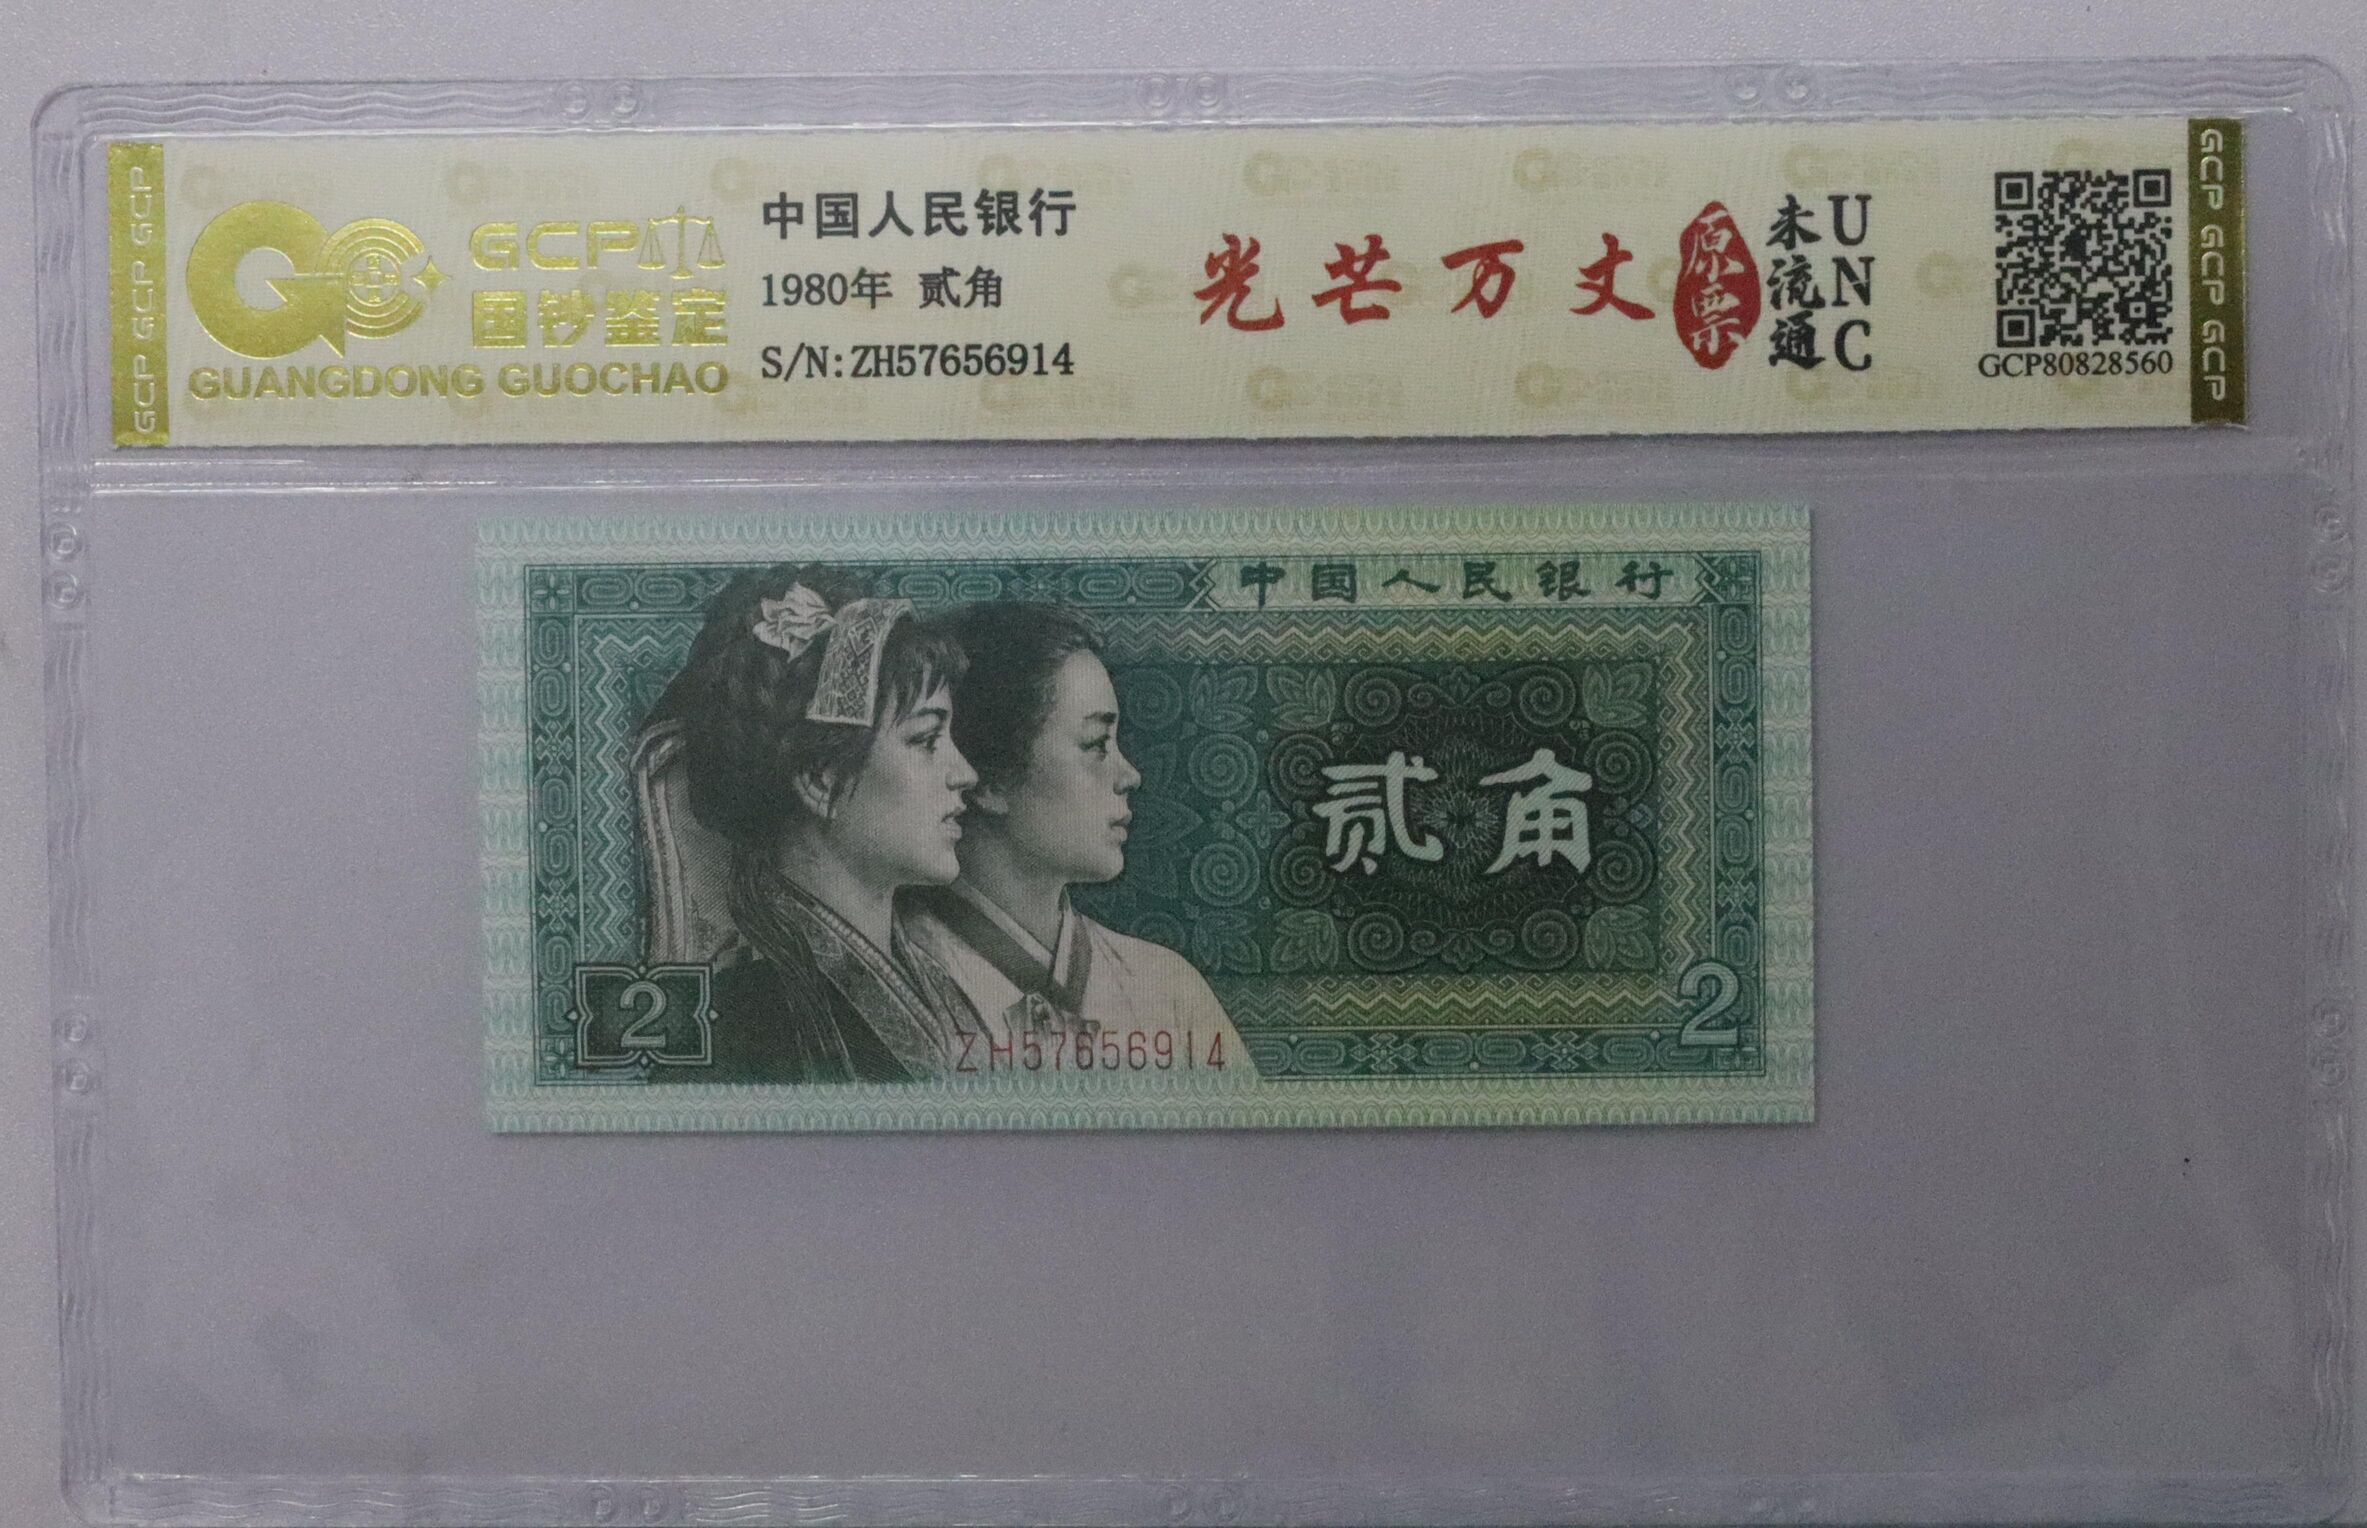 GCP GCP GCP
GCP
国钞鉴定
GUANGDONG GUOCHAO
中国人民银行
1980年 贰角
S/N:ZH57656914
光芒万丈
原票
未流通
UNC
GCP80828560
GCP GCP GCP
中国人民银行
贰角
2
2
ZH57656914